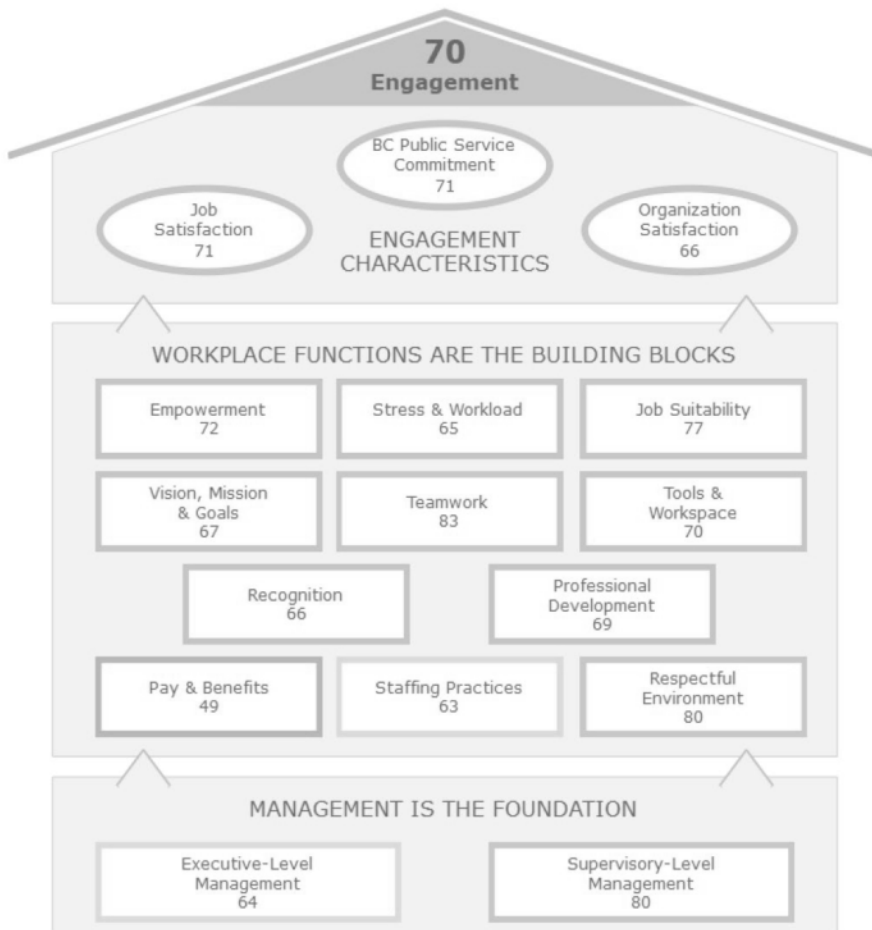 70
Engagement
BC Public Service
Commitment
71
Job
Satisfaction
71
Organization
Satisfaction
66
ENGAGEMENT
CHARACTERISTICS
WORKPLACE FUNCTIONS ARE THE BUILDING BLOCKS
Empowerment
72
Stress & Workload
65
Job Suitability
77
Vision, Mission
& Goals
67
Teamwork
83
Tools &
Workspace
70
Recognition
66
Professional
Development
69
Pay & Benefits
49
Staffing Practices
63
Respectful
Environment
80
MANAGEMENT IS THE FOUNDATION
Executive-Level
Management
64
Supervisory-Level
Management
80